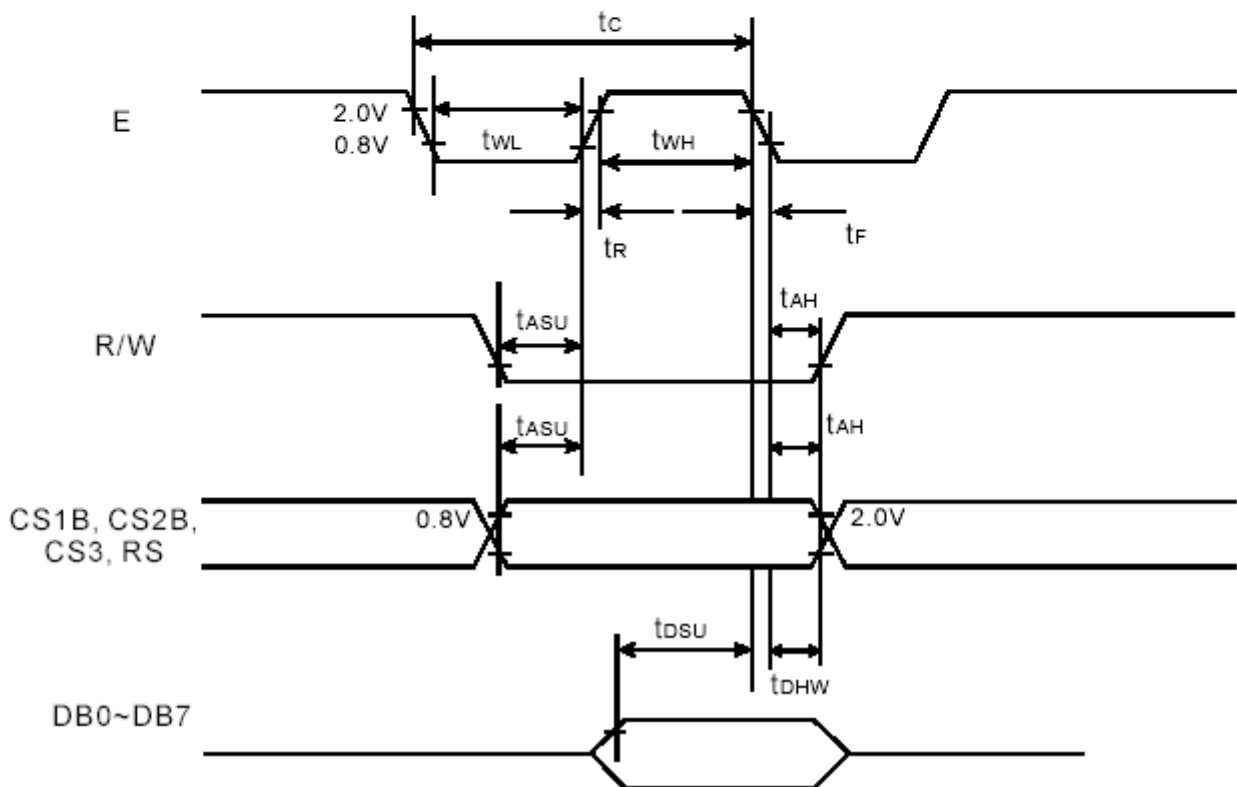 tC
E
2.0V
0.8V
tWL
tWH
tR
tF
tAH
R/W
tASU
tASU
tAH
CS1B, CS2B,
CS3, RS
0.8V
2.0V
tDSU
tDHW
DB0~DB7